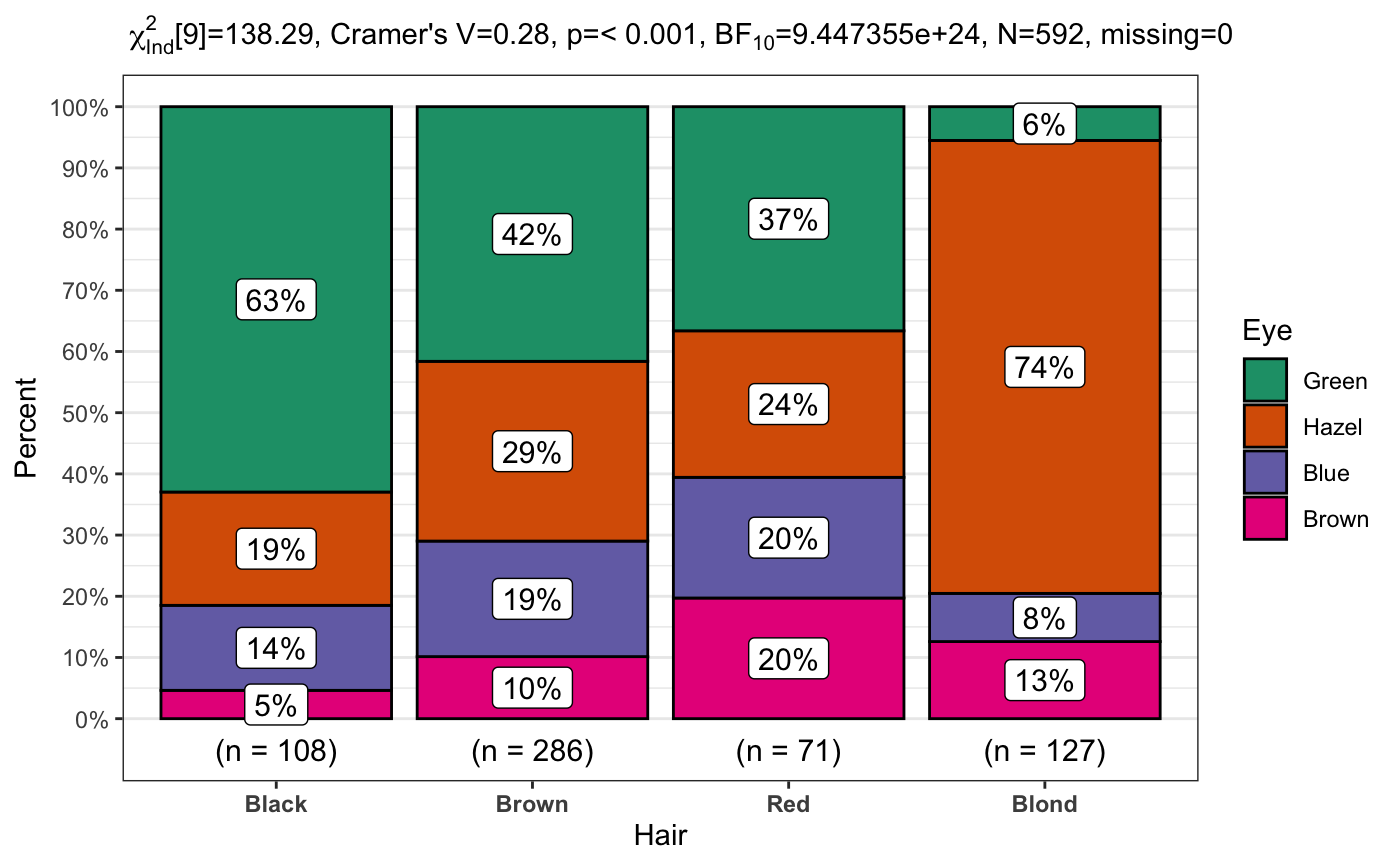 χ²Ind[9]=138.29, Cramer's V=0.28, p=< 0.001, BF₁₀=9.447355e+24, N=592, missing=0
Percent
100%
90%
80%
70%
60%
50%
40%
30%
20%
10%
0%
63%
19%
14%
5%
(n = 108)
42%
29%
19%
10%
(n = 286)
37%
24%
20%
20%
(n = 71)
6%
74%
8%
13%
(n = 127)
Black
Brown
Red
Blond
Hair
Eye
Green
Hazel
Blue
Brown